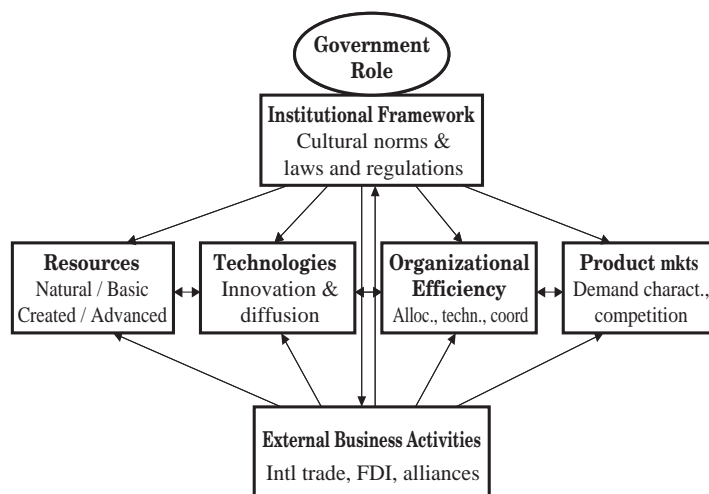 Government
Role
Institutional Framework
Cultural norms &
laws and regulations
Resources
Natural / Basic
Created / Advanced
Technologies
Innovation &
diffusion
Organizational
Efficiency
Alloc., techn., coord
Product mkts
Demand charact.,
competition
External Business Activities
Intl trade, FDI, alliances